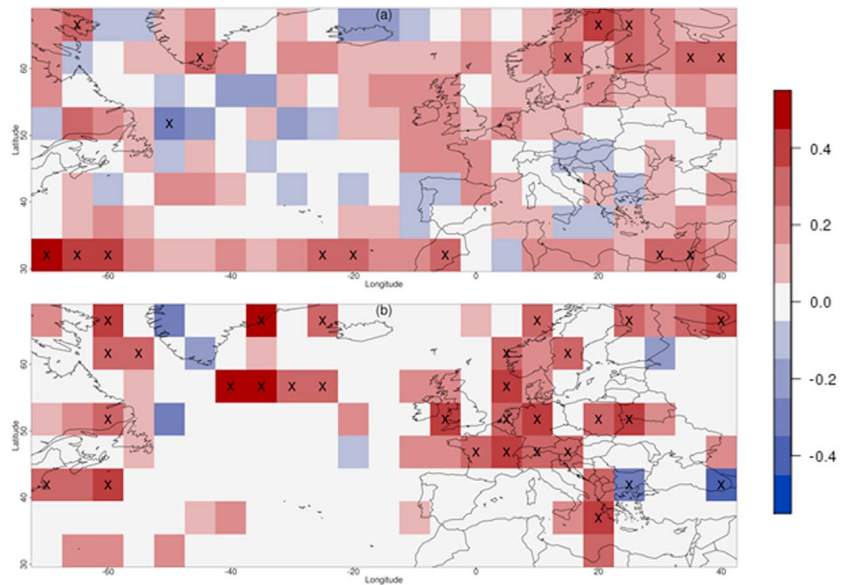 (a)
X X X
X X X X X
60
X
50
40
X X X X X X X X
30
Latitude
-60 -40 -20 0 20 40
Longitude
(b)
X X X X X X
X X X X
60
X X X X X
X X X X X X
50
X X X X
X X X X
40
X
30
Latitude
-60 -40 -20 0 20 40
Longitude
0.4
0.2
0.0
-0.2
-0.4